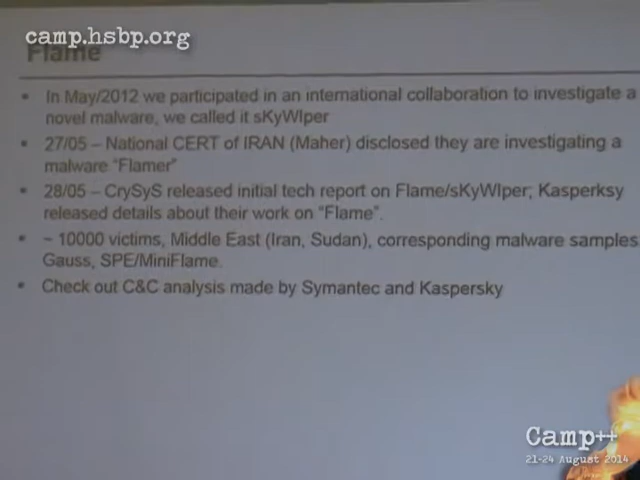 camp.hsbp.org
Flame
• In May/2012 we participated in an international collaboration to investigate a
novel malware, we called it sKyWIper
• 27/05 – National CERT of IRAN (Maher) disclosed they are investigating a
malware “Flamer”
• 28/05 – CrySyS released initial tech report on Flame/sKyWIper; Kasperksy
released details about their work on “Flame”.
• ~ 10000 victims, Middle East (Iran, Sudan), corresponding malware samples
Gauss, SPE/MiniFlame.
• Check out C&C analysis made by Symantec and Kaspersky
Camp++
21-24 August 2014